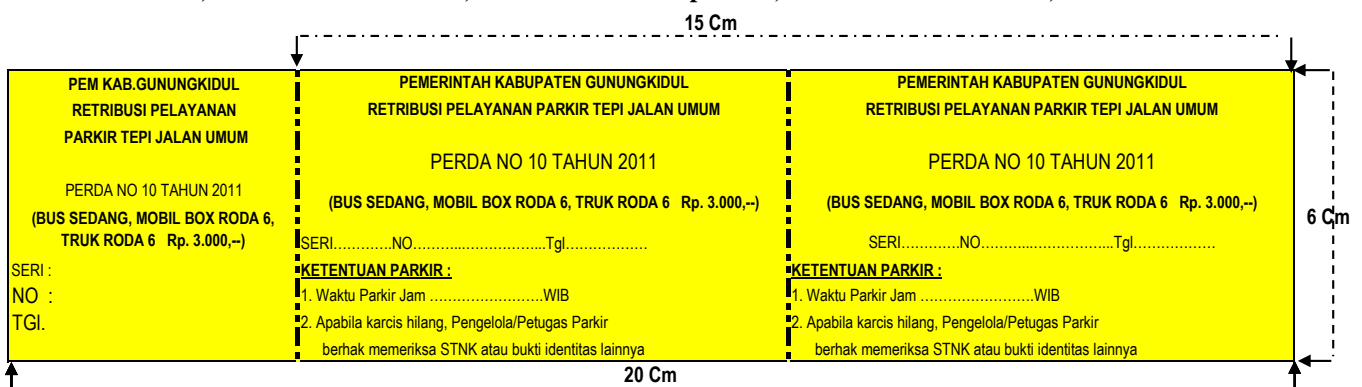 15 Cm
PEM KAB.GUNUNGKIDUL
RETRIBUSI PELAYANAN
PARKIR TEPI JALAN UMUM
PERDA NO 10 TAHUN 2011
(BUS SEDANG, MOBIL BOX RODA 6,
TRUK RODA 6 Rp. 3.000,--)
SERI :
NO :
TGl.
PEMERINTAH KABUPATEN GUNUNGKIDUL
RETRIBUSI PELAYANAN PARKIR TEPI JALAN UMUM
PERDA NO 10 TAHUN 2011
(BUS SEDANG, MOBIL BOX RODA 6, TRUK RODA 6 Rp. 3.000,--)
SERI………….NO………...……………...Tgl………………
KETENTUAN PARKIR :
1. Waktu Parkir Jam …………………….WIB
2. Apabila karcis hilang, Pengelola/Petugas Parkir
berhak memeriksa STNK atau bukti identitas lainnya
PEMERINTAH KABUPATEN GUNUNGKIDUL
RETRIBUSI PELAYANAN PARKIR TEPI JALAN UMUM
PERDA NO 10 TAHUN 2011
(BUS SEDANG, MOBIL BOX RODA 6, TRUK RODA 6 Rp. 3.000,--)
SERI………….NO………...……………...Tgl………………
KETENTUAN PARKIR :
1. Waktu Parkir Jam …………………….WIB
2. Apabila karcis hilang, Pengelola/Petugas Parkir
berhak memeriksa STNK atau bukti identitas lainnya
6 Cm
20 Cm